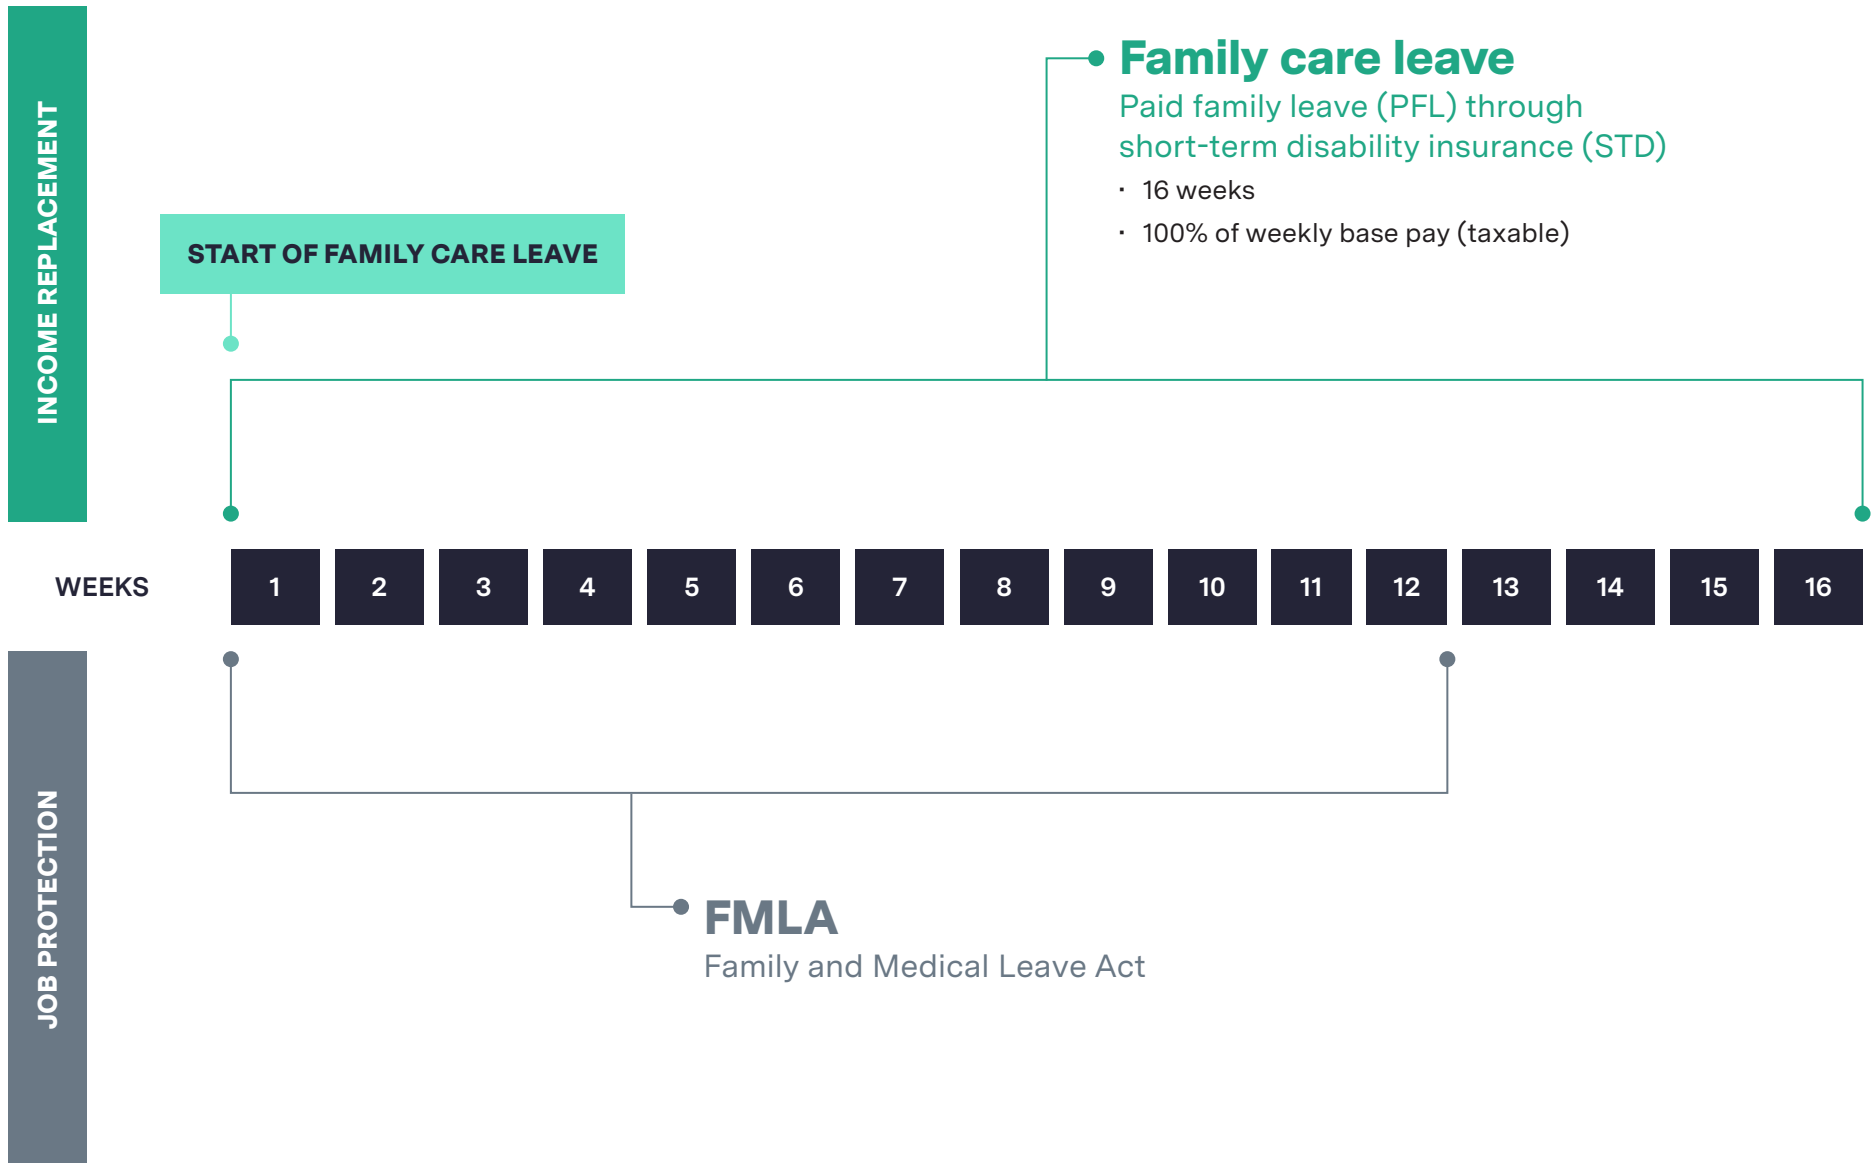 INCOME REPLACEMENT
Family care leave
Paid family leave (PFL) through
short-term disability insurance (STD)
· 16 weeks
· 100% of weekly base pay (taxable)
START OF FAMILY CARE LEAVE
WEEKS 1 2 3 4 5 6 7 8 9 10 11 12 13 14 15 16
JOB PROTECTION
FMLA
Family and Medical Leave Act